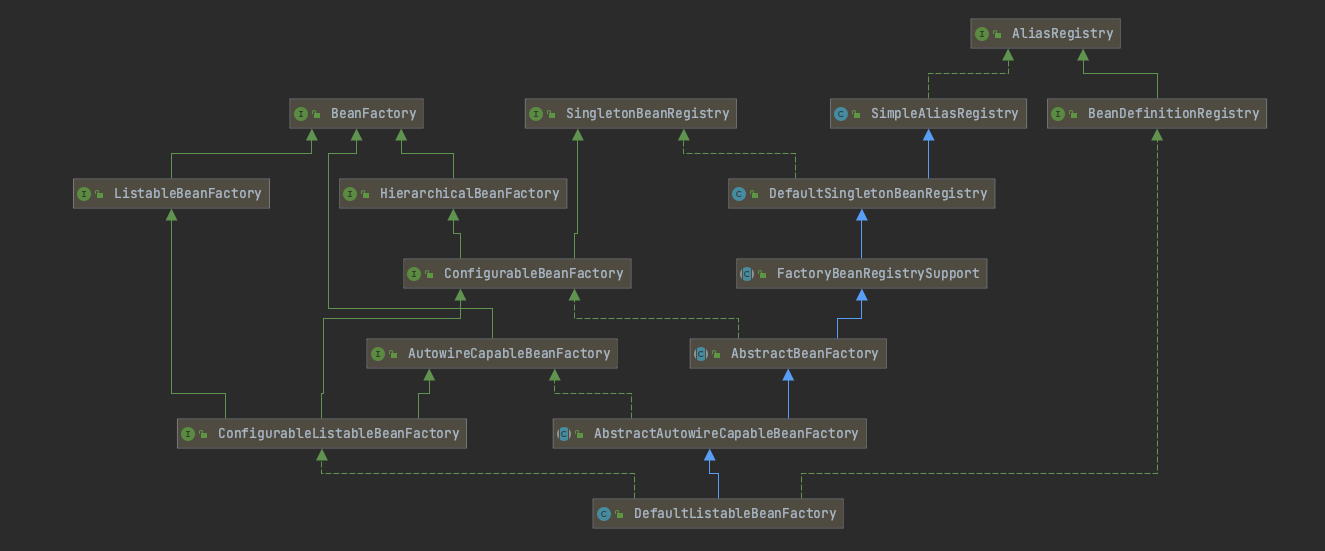 AliasRegistry
BeanFactory
SingletonBeanRegistry
SimpleAliasRegistry
BeanDefinitionRegistry
ListableBeanFactory
HierarchicalBeanFactory
DefaultSingletonBeanRegistry
ConfigurableBeanFactory
FactoryBeanRegistrySupport
AutowireCapableBeanFactory
AbstractBeanFactory
ConfigurableListableBeanFactory
AbstractAutowireCapableBeanFactory
DefaultListableBeanFactory